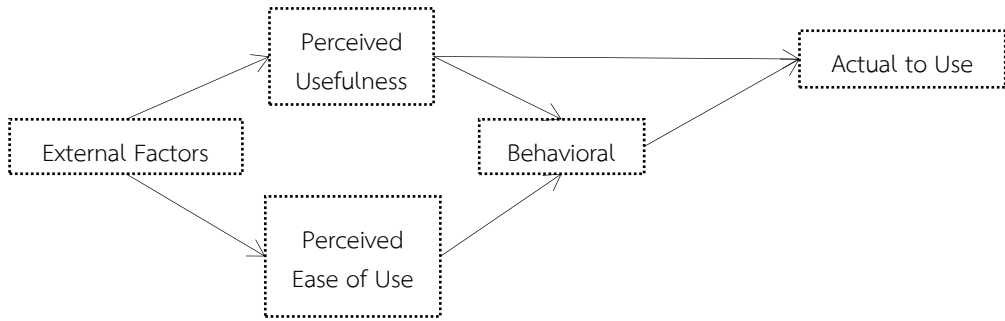 Perceived
Usefulness
Actual to Use
External Factors
Behavioral
Perceived
Ease of Use